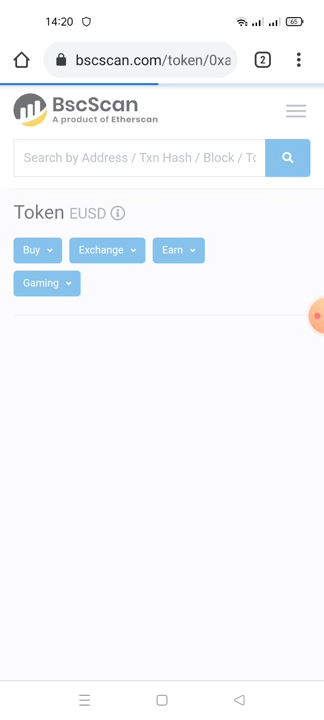 14:20
65
bscscan.com/token/0xa
2
BscScan
A product of Etherscan
Search by Address / Txn Hash / Block / To
Token EUSD
Buy
Exchange
Earn
Gaming